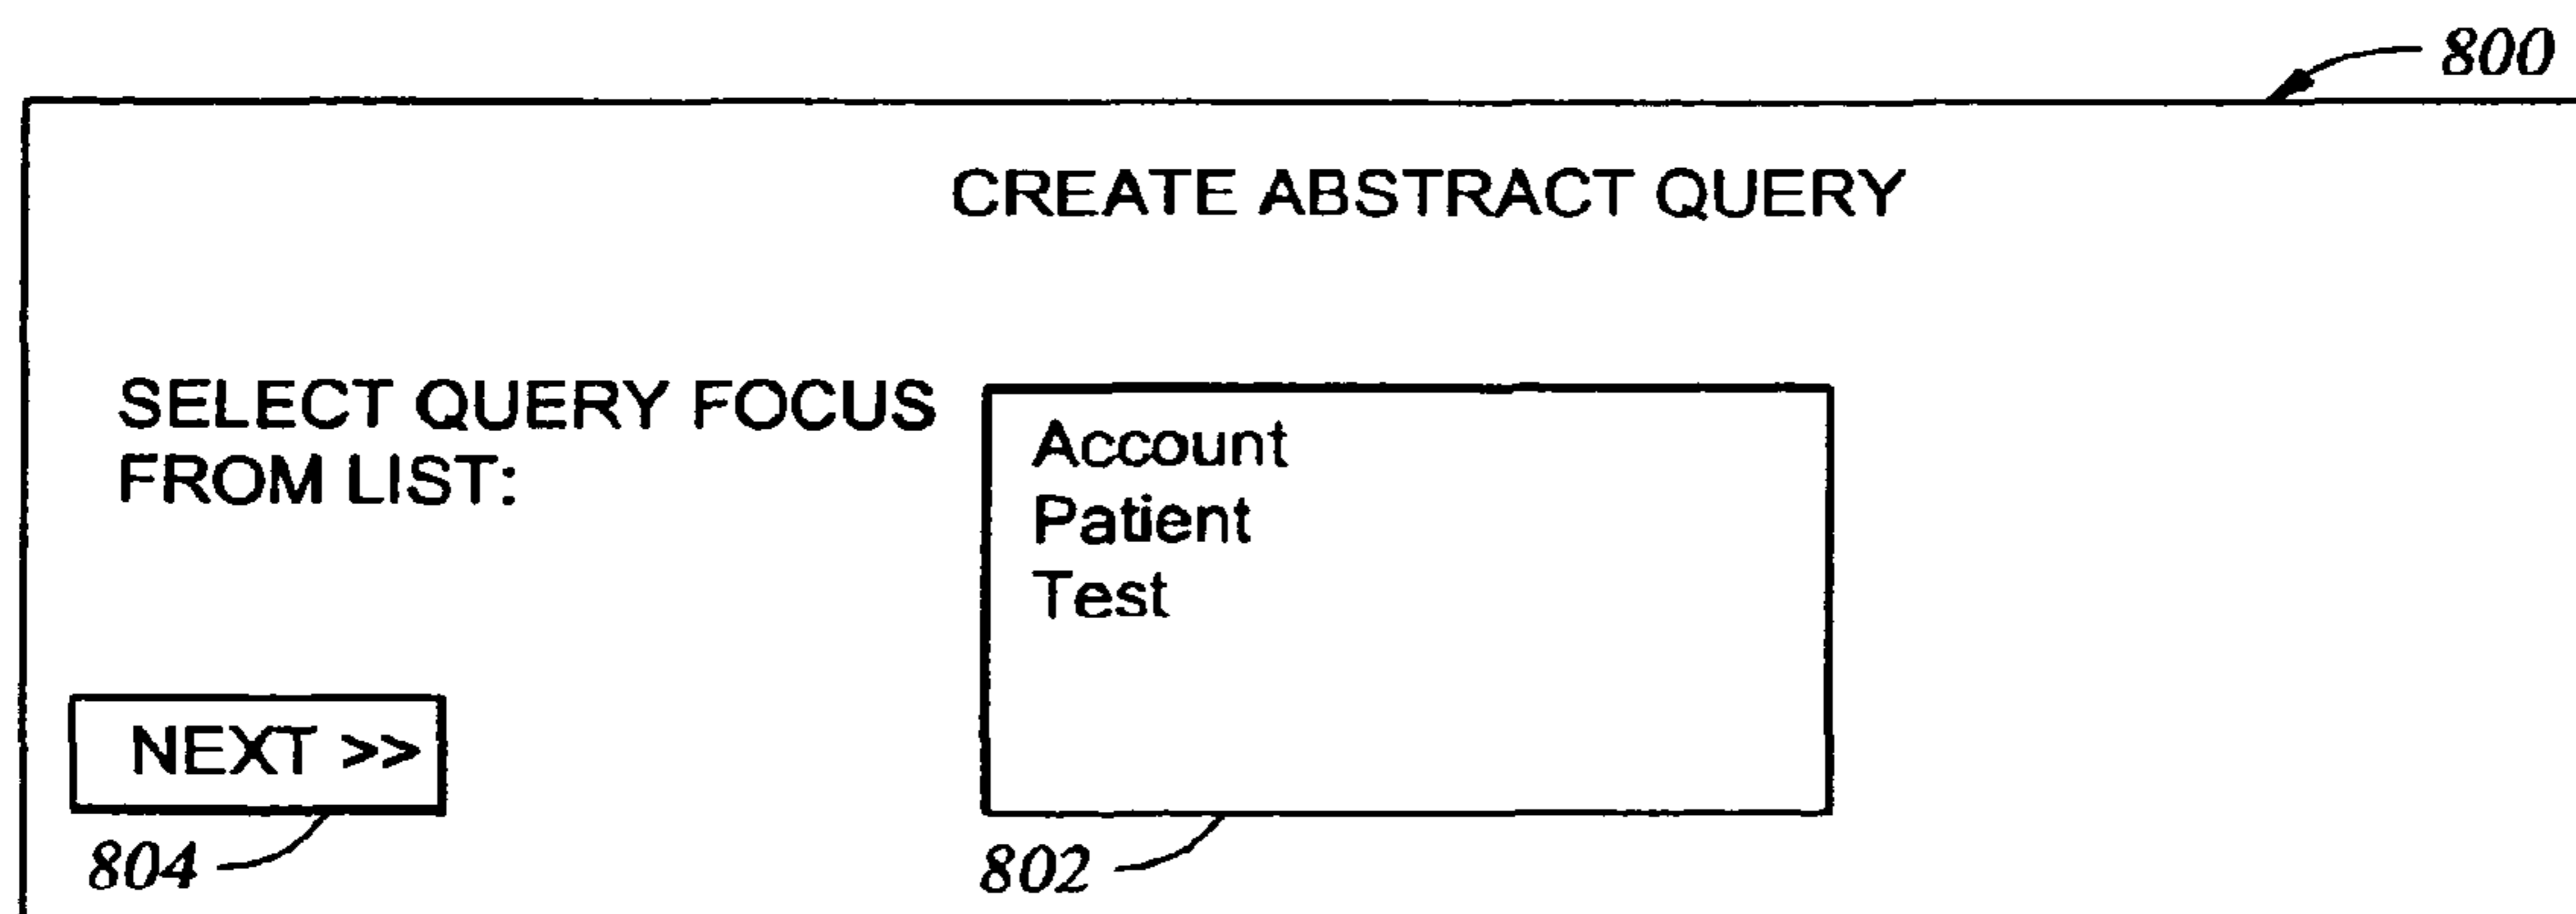 800
CREATE ABSTRACT QUERY
SELECT QUERY FOCUS
FROM LIST:
Account
Patient
Test
NEXT >>
804
802